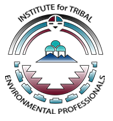 INSTITUTE for TRIBAL
ENVIRONMENTAL PROFESSIONALS